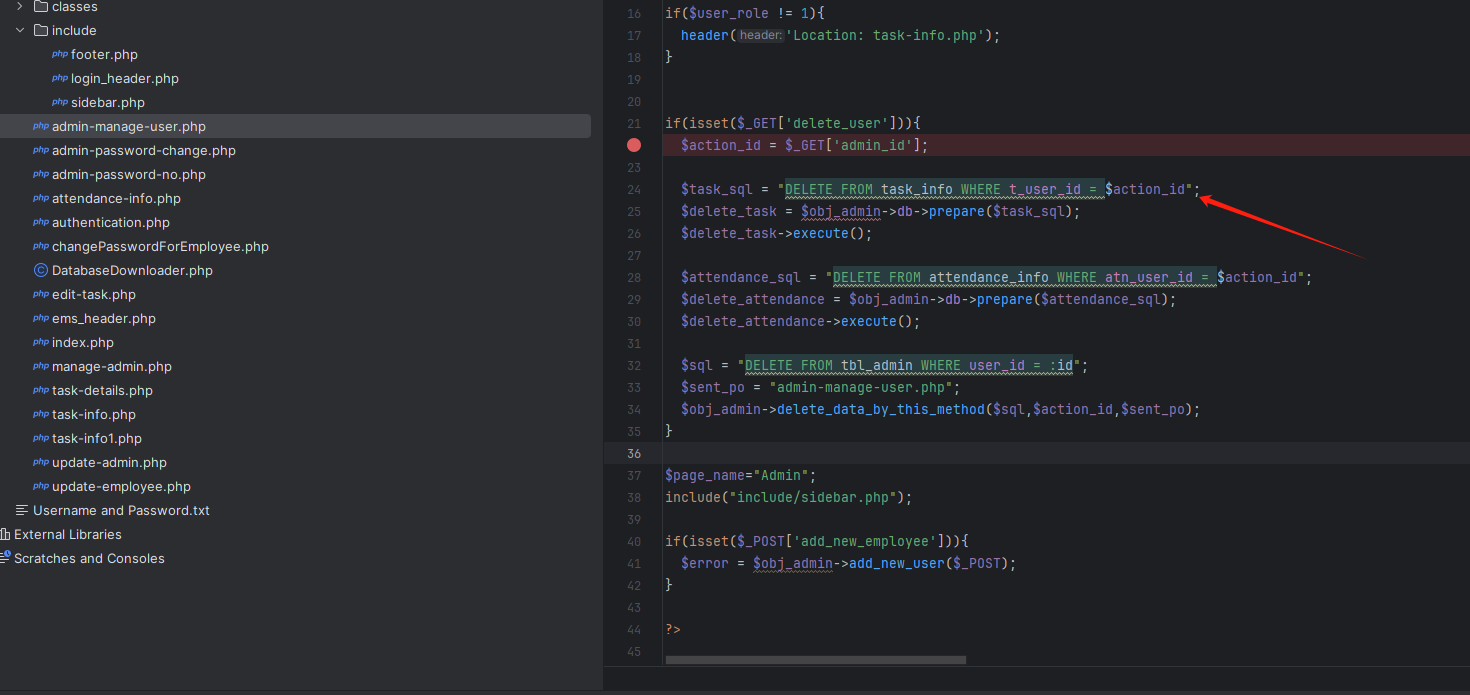 classes
include
php footer.php
php login_header.php
php sidebar.php
php admin-manage-user.php
php admin-password-change.php
php admin-password-no.php
php attendance-info.php
php authentication.php
php changePasswordForEmployee.php
C DatabaseDownloader.php
php edit-task.php
php ems_header.php
php index.php
php manage-admin.php
php task-details.php
php task-info.php
php task-info1.php
php update-admin.php
php update-employee.php
Username and Password.txt
External Libraries
Scratches and Consoles
16 if($user_role != 1){
17 header( header: 'Location: task-info.php');
18 }
19
20
21 if(isset($_GET['delete_user'])){
$action_id = $_GET['admin_id'];
23
24 $task_sql = "DELETE FROM task_info WHERE t_user_id = $action_id";
25 $delete_task = $obj_admin->db->prepare($task_sql);
26 $delete_task->execute();
27
28 $attendance_sql = "DELETE FROM attendance_info WHERE atn_user_id = $action_id";
29 $delete_attendance = $obj_admin->db->prepare($attendance_sql);
30 $delete_attendance->execute();
31
32 $sql = "DELETE FROM tbl_admin WHERE user_id = :id";
33 $sent_po = "admin-manage-user.php";
34 $obj_admin->delete_data_by_this_method($sql,$action_id,$sent_po);
35 }
36
37 $page_name="Admin";
38 include("include/sidebar.php");
39
40 if(isset($_POST['add_new_employee'])){
41 $error = $obj_admin->add_new_user($_POST);
42 }
43
44 ?>
45